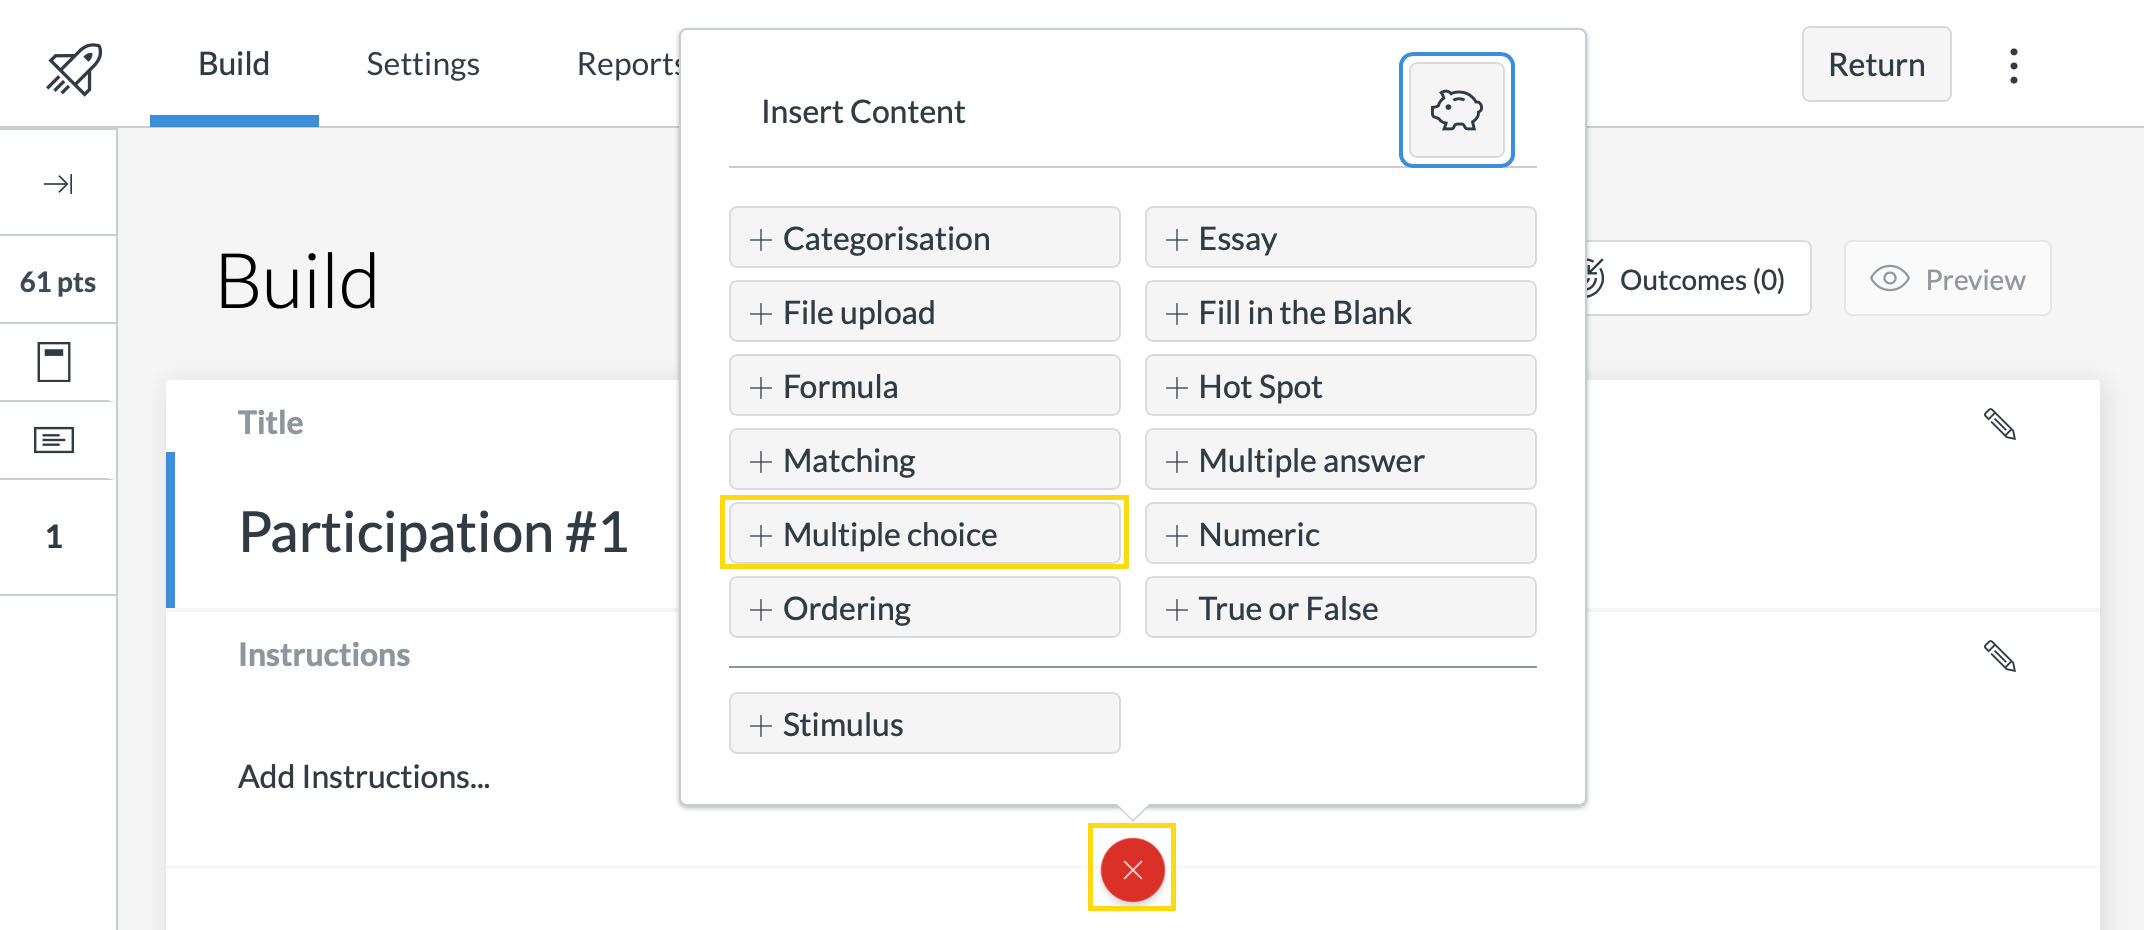 Build
Settings
Reports
Return
Insert Content
61 pts
1
Build
Outcomes (0)
Preview
+ Categorisation
+ Essay
+ File upload
+ Fill in the Blank
+ Formula
+ Hot Spot
+ Matching
+ Multiple answer
+ Multiple choice
+ Numeric
+ Ordering
+ True or False
+ Stimulus
Title
Participation #1
Instructions
Add Instructions...